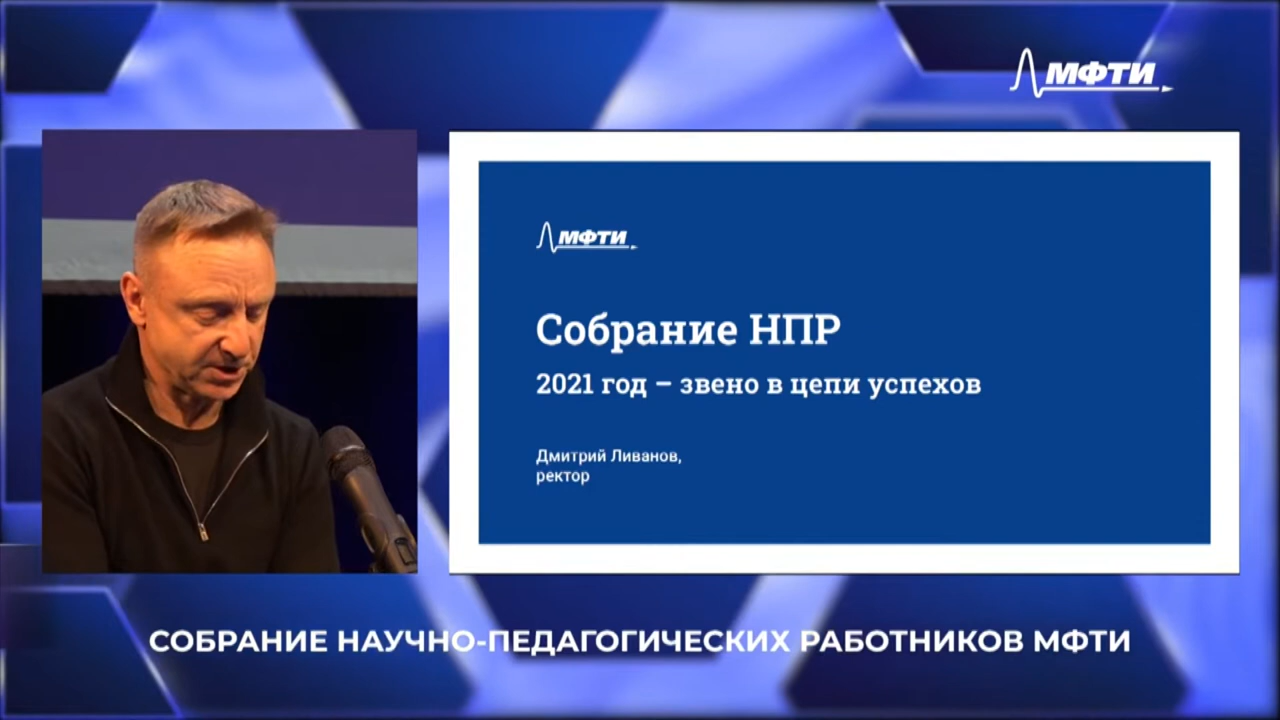 МФТИ
МФТИ
Собрание НПР
2021 год – звено в цепи успехов
Дмитрий Ливанов,
ректор
СОБРАНИЕ НАУЧНО-ПЕДАГОГИЧЕСКИХ РАБОТНИКОВ МФТИ